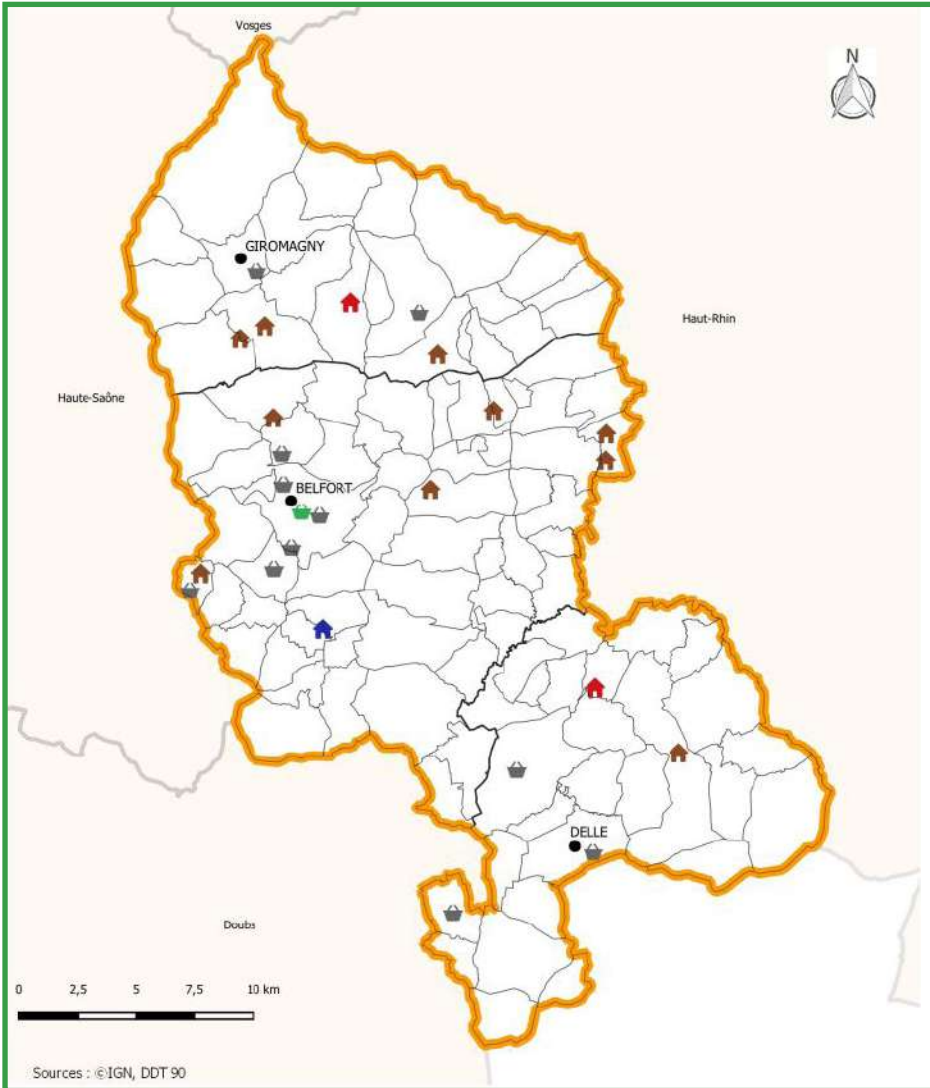 Vosges
N
GIROMAGNY
Haut-Rhin
Haute-Saône
BELFORT
DELLE
Doubs
0 2,5 5 7,5 10 km
Sources : ©IGN, DDT 90